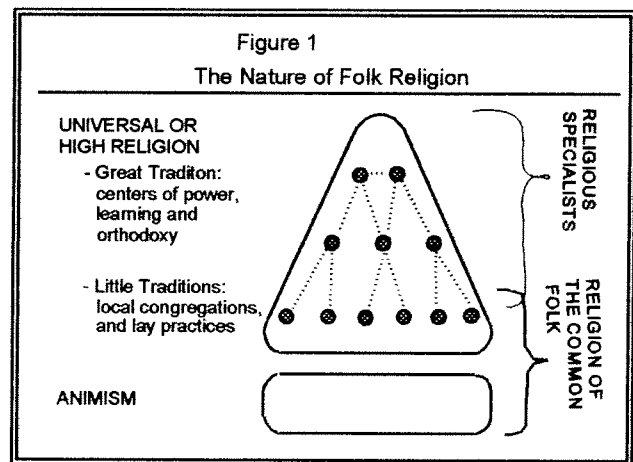 Figure 1
The Nature of Folk Religion
UNIVERSAL OR
HIGH RELIGION
- Great Traditon:
centers of power,
learning and
orthodoxy
- Little Traditions:
local congregations,
and lay practices
ANIMISM
RELIGIOUS
SPECIALISTS
RELIGION OF
THE COMMON
FOLK